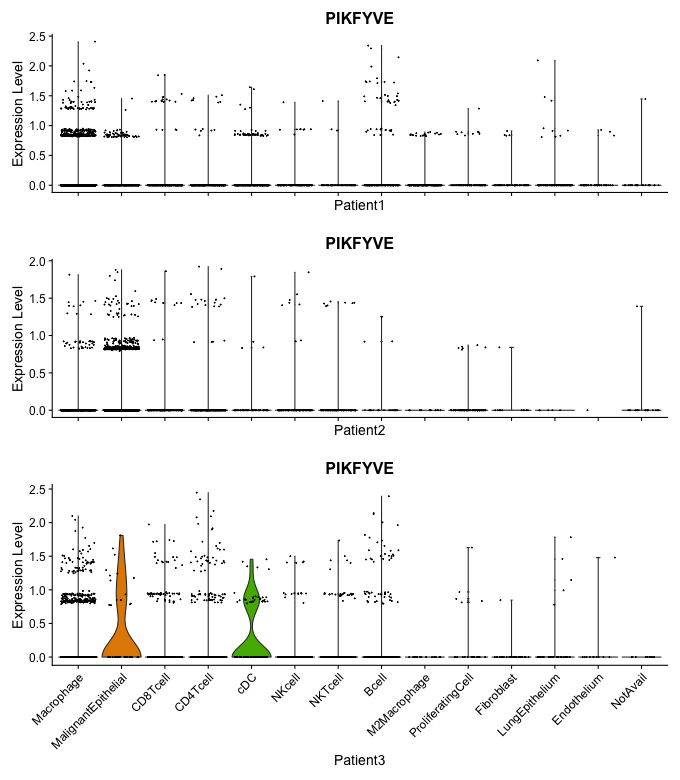 PIKFYVE
Expression Level
2.5
2.0
1.5
1.0
0.5
0.0
Patient1
PIKFYVE
Expression Level
2.0
1.5
1.0
0.5
0.0
Patient2
PIKFYVE
Expression Level
2.5
2.0
1.5
1.0
0.5
0.0
Macrophage
MalignantEpithelial
CD8Tcell
CD4Tcell
cDC
NKcell
NKTcell
Bcell
M2Macrophage
ProliferatingCell
Fibroblast
LungEpithelium
Endothelium
NotAvail
Patient3